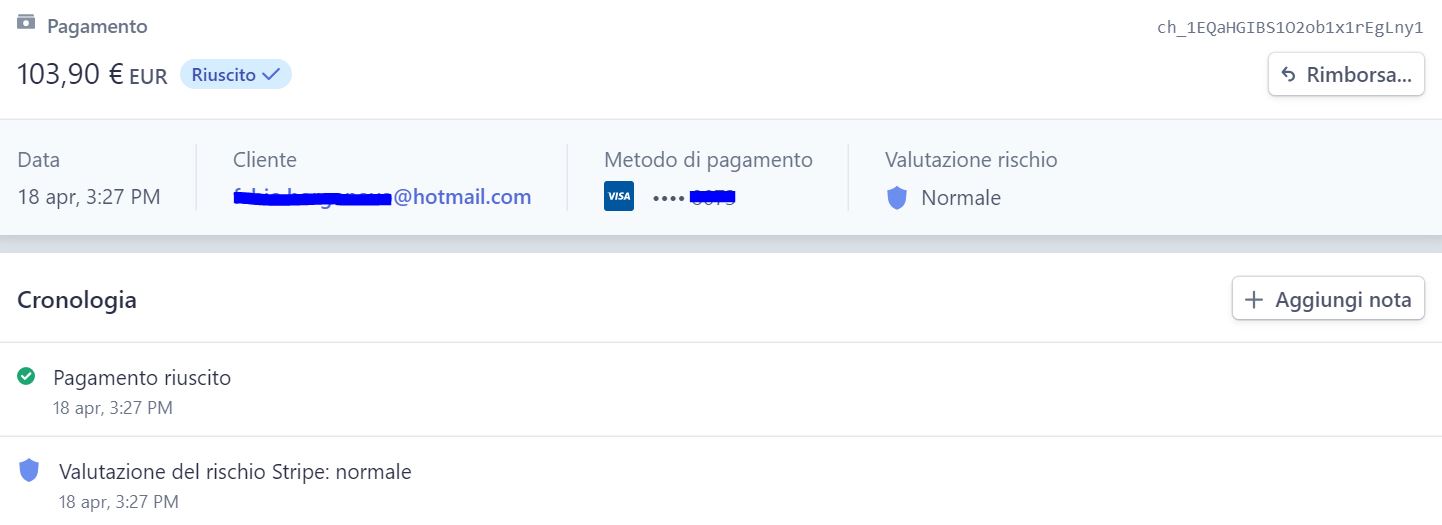 Pagamento
ch_1EQaHGIBS1O2ob1x1rEgLny1
103,90 € EUR Riuscito
Rimborsa...
Data
18 apr, 3:27 PM
Cliente
@hotmail.com
Metodo di pagamento
VISA ••••
Valutazione rischio
Normale
Cronologia
Aggiungi nota
Pagamento riuscito
18 apr, 3:27 PM
Valutazione del rischio Stripe: normale
18 apr, 3:27 PM